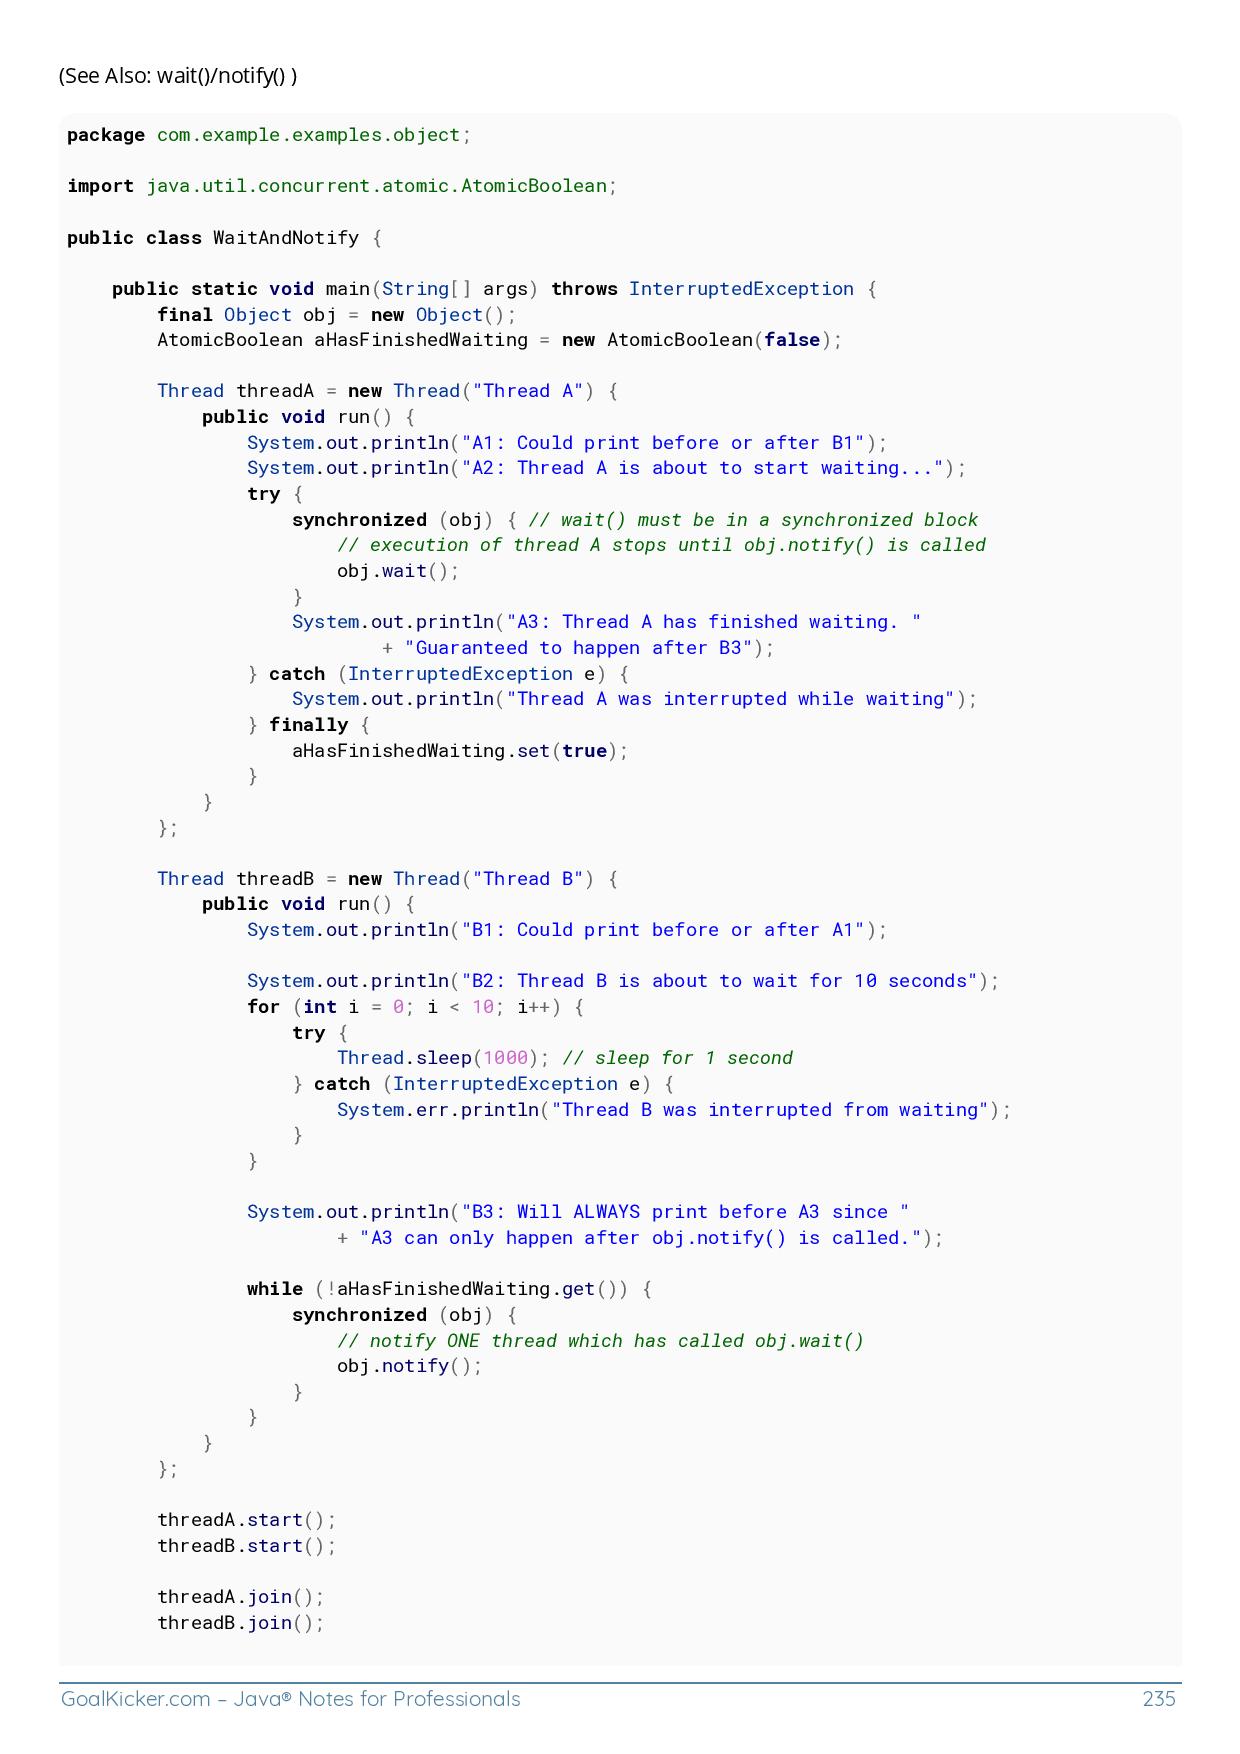 (See Also: wait()/notify() )
package com.example.examples.object;
import java.util.concurrent.atomic.AtomicBoolean;
public class WaitAndNotify {
    public static void main(String[] args) throws InterruptedException {
        final Object obj = new Object();
        AtomicBoolean aHasFinishedWaiting = new AtomicBoolean(false);
        Thread threadA = new Thread("Thread A") {
            public void run() {
                System.out.println("A1: Could print before or after B1");
                System.out.println("A2: Thread A is about to start waiting...");
                try {
                    synchronized (obj) { // wait() must be in a synchronized block
                        // execution of thread A stops until obj.notify() is called
                        obj.wait();
                    }
                    System.out.println("A3: Thread A has finished waiting. "
                            + "Guaranteed to happen after B3");
                } catch (InterruptedException e) {
                    System.out.println("Thread A was interrupted while waiting");
                } finally {
                    aHasFinishedWaiting.set(true);
                }
            }
        };
        Thread threadB = new Thread("Thread B") {
            public void run() {
                System.out.println("B1: Could print before or after A1");
                System.out.println("B2: Thread B is about to wait for 10 seconds");
                for (int i = 0; i < 10; i++) {
                    try {
                        Thread.sleep(1000); // sleep for 1 second
                    } catch (InterruptedException e) {
                        System.err.println("Thread B was interrupted from waiting");
                    }
                }
                System.out.println("B3: Will ALWAYS print before A3 since "
                        + "A3 can only happen after obj.notify() is called.");
                while (!aHasFinishedWaiting.get()) {
                    synchronized (obj) {
                        // notify ONE thread which has called obj.wait()
                        obj.notify();
                    }
                }
            }
        };
        threadA.start();
        threadB.start();
        threadA.join();
        threadB.join();
GoalKicker.com – Java® Notes for Professionals 235